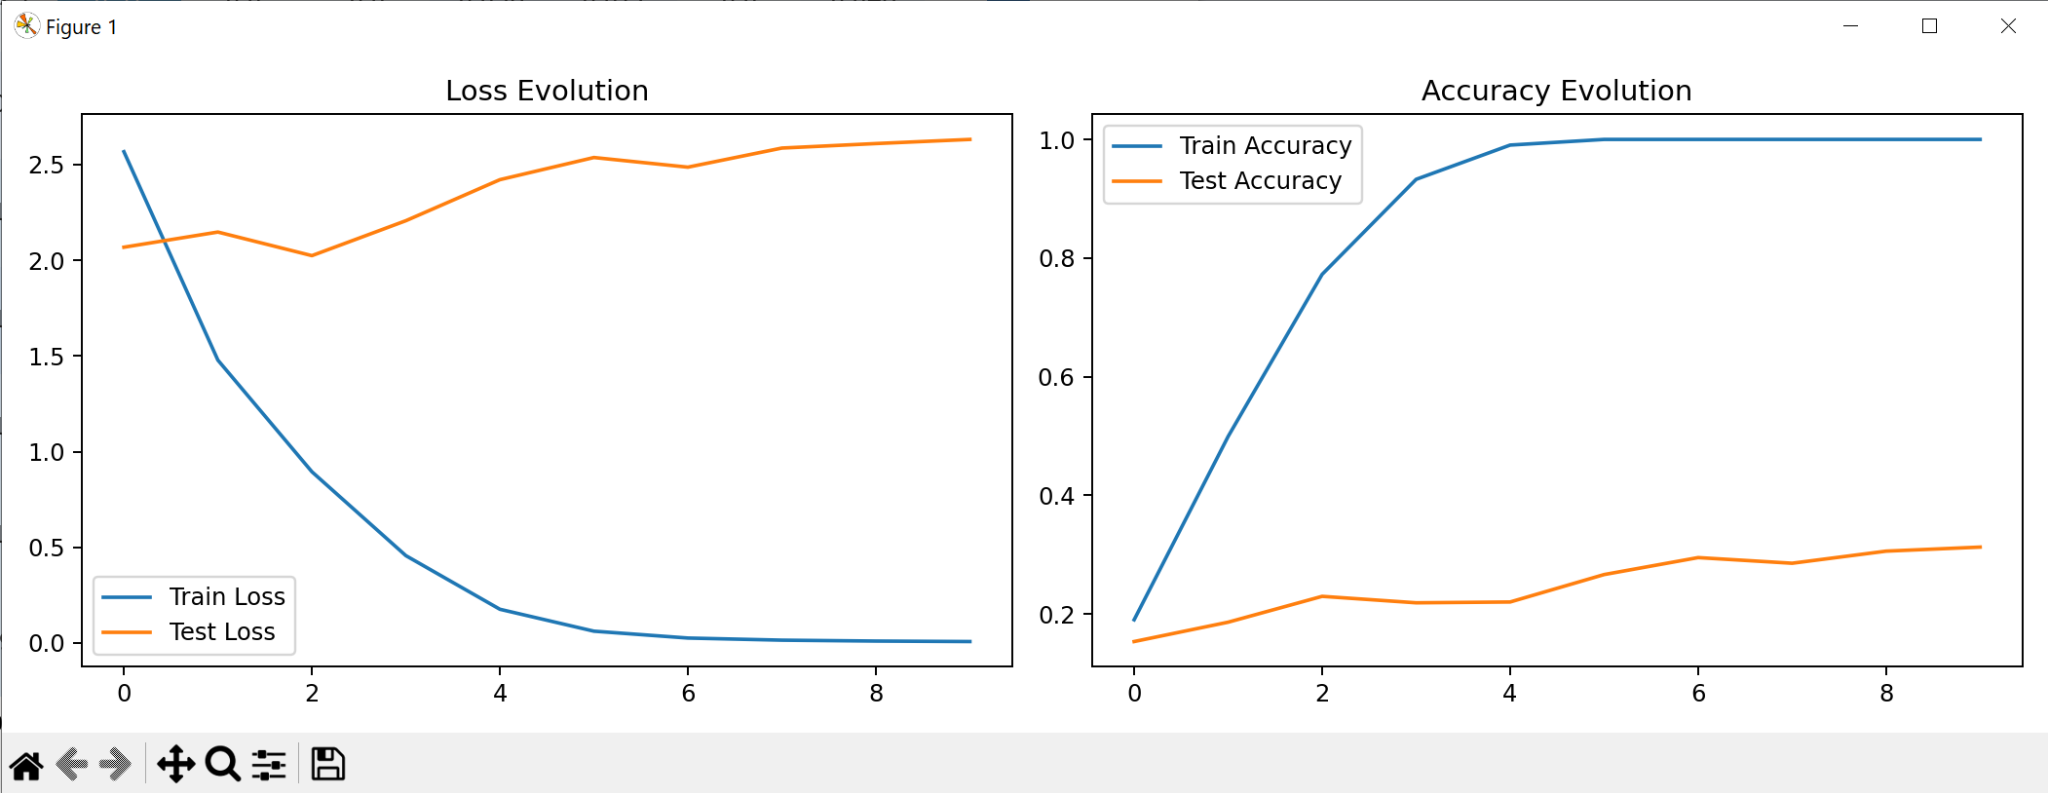 Figure 1
Loss Evolution
2.5
2.0
1.5
1.0
0.5
0.0
Train Loss
Test Loss
0 2 4 6 8
Accuracy Evolution
1.0
0.8
0.6
0.4
0.2
Train Accuracy
Test Accuracy
0 2 4 6 8